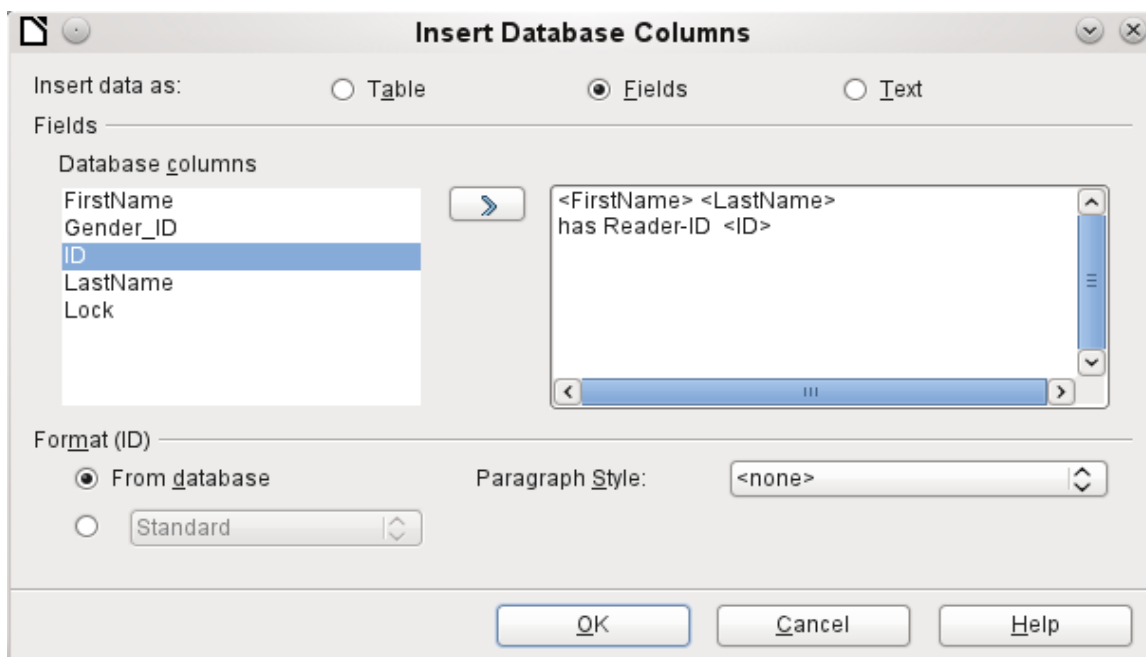 Insert Database Columns
Insert data as: Table Fields Text
Fields
Database columns
FirstName
Gender_ID
ID
LastName
Lock
<FirstName> <LastName>
has Reader-ID  <ID>
Format (ID)
From database Paragraph Style: <none>
Standard
OK Cancel Help